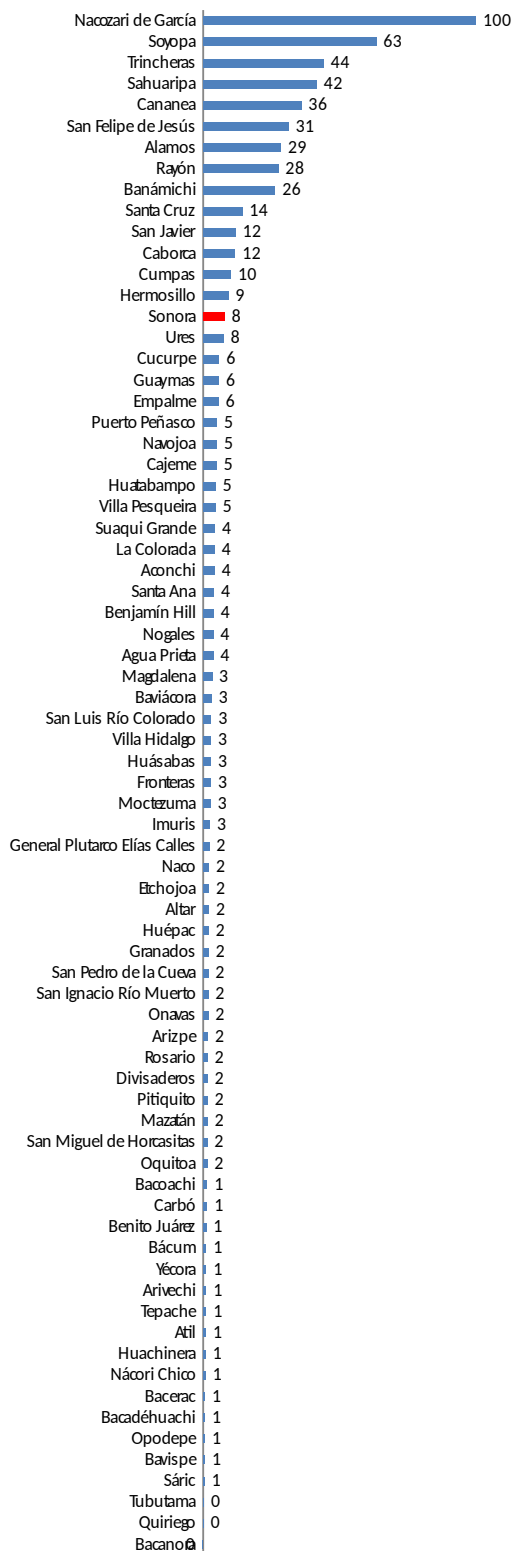 Nacozari de García 100
Soyopa 63
Trincheras 44
Sahuaripa 42
Cananea 36
San Felipe de Jesús 31
Alamos 29
Rayón 28
Banámichi 26
Santa Cruz 14
San Javier 12
Caborca 12
Cumpas 10
Hermosillo 9
Sonora 8
Ures 8
Cucurpe 6
Guaymas 6
Empalme 6
Puerto Peñasco 5
Navojoa 5
Cajeme 5
Huatabampo 5
Villa Pesqueira 5
Suaqui Grande 4
La Colorada 4
Aconchi 4
Santa Ana 4
Benjamín Hill 4
Nogales 4
Agua Prieta 4
Magdalena 3
Baviácora 3
San Luis Río Colorado 3
Villa Hidalgo 3
Huásabas 3
Fronteras 3
Moctezuma 3
Imuris 3
General Plutarco Elías Calles 2
Naco 2
Etchojoa 2
Altar 2
Huépac 2
Granados 2
San Pedro de la Cueva 2
San Ignacio Río Muerto 2
Onavas 2
Arizpe 2
Rosario 2
Divisaderos 2
Pitiquito 2
Mazatán 2
San Miguel de Horcasitas 2
Oquitoa 2
Bacoachi 1
Carbó 1
Benito Juárez 1
Bácum 1
Yécora 1
Arivechi 1
Tepache 1
Atil 1
Huachinera 1
Nácori Chico 1
Bacerac 1
Bacadéhuachi 1
Opodepe 1
Bavispe 1
Sáric 1
Tubutama 0
Quiriego 0
Bacanora 0